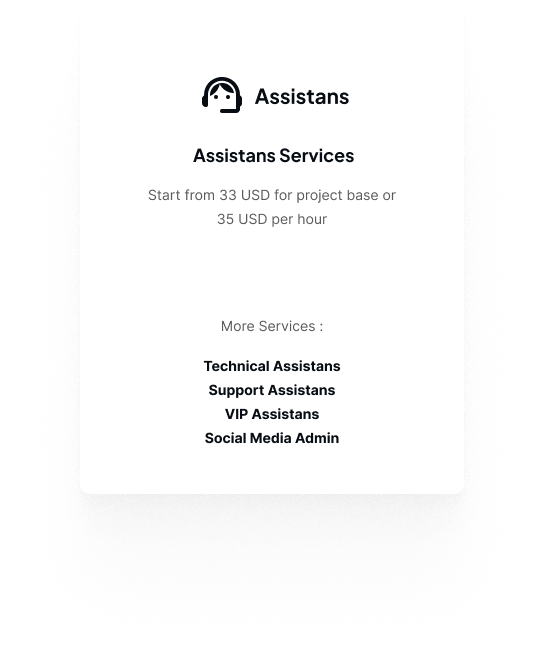 Assistans
Assistans Services
Start from 33 USD for project base or
35 USD per hour
More Services :
Technical Assistans
Support Assistans
VIP Assistans
Social Media Admin